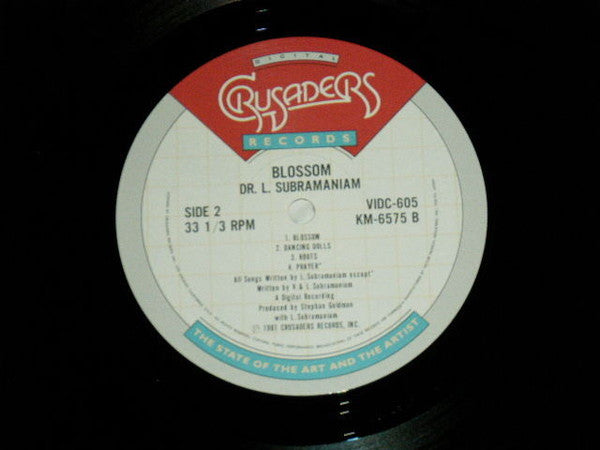 DIGITAL
CRUSADERS
RECORDS
BLOSSOM
DR. L. SUBRAMANIAM
SIDE 2
33 1/3 RPM
VIDC-605
KM-6575 B
1. BLOSSOM
2. DANCING DOLLS
3. ROOTS
4. PRAYER*
All Songs Written by L. Subramaniam except*
Written by V & L. Subramaniam
A Digital Recording
Produced by Stephan Goldman
with L. Subramaniam
1981 CRUSADERS RECORDS, INC.
THE STATE OF THE ART AND THE ARTIST